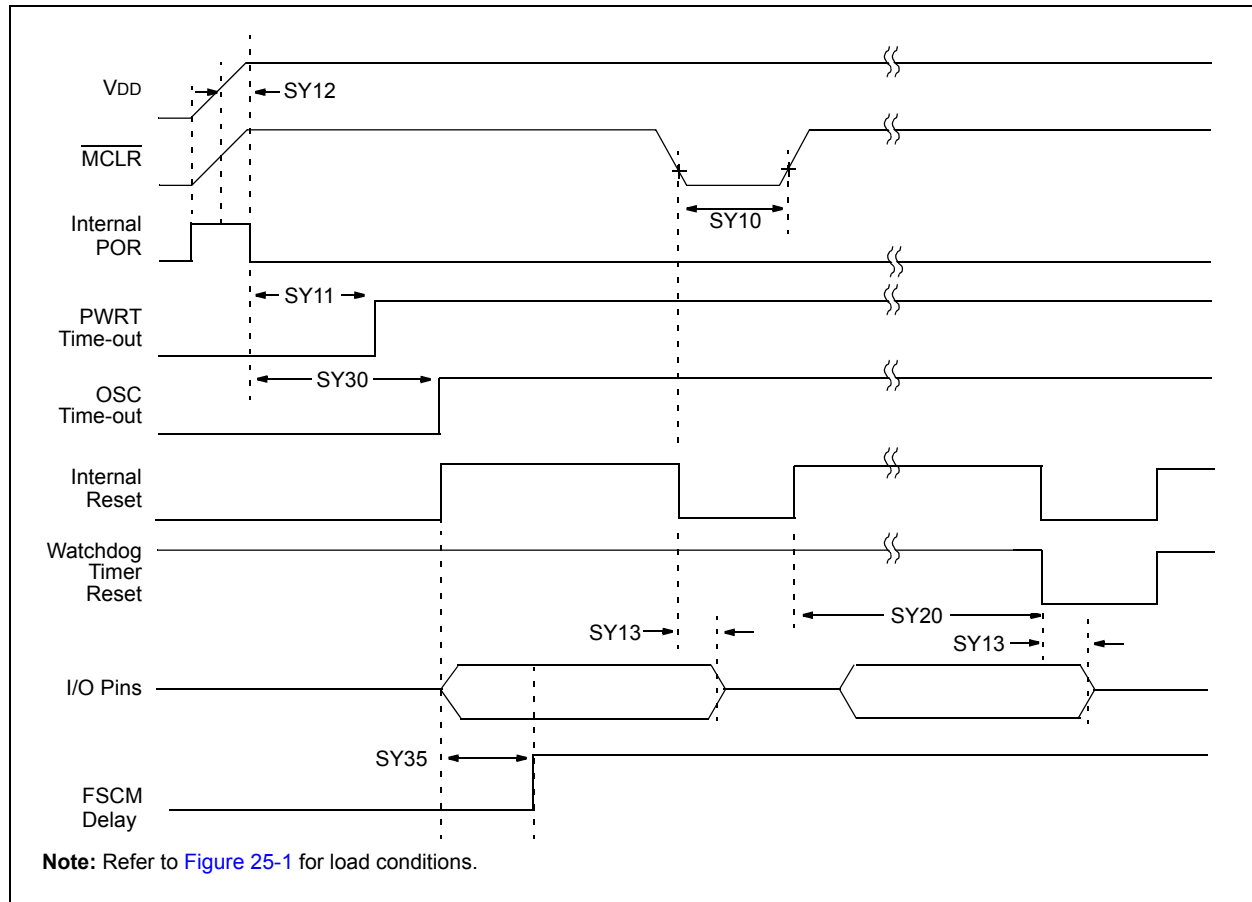 VDD
SY12
MCLR
SY10
Internal
POR
SY11
PWRT
Time-out
SY30
OSC
Time-out
Internal
Reset
Watchdog
Timer
Reset
SY20
SY13
SY13
I/O Pins
SY35
FSCM
Delay
Note: Refer to Figure 25-1 for load conditions.